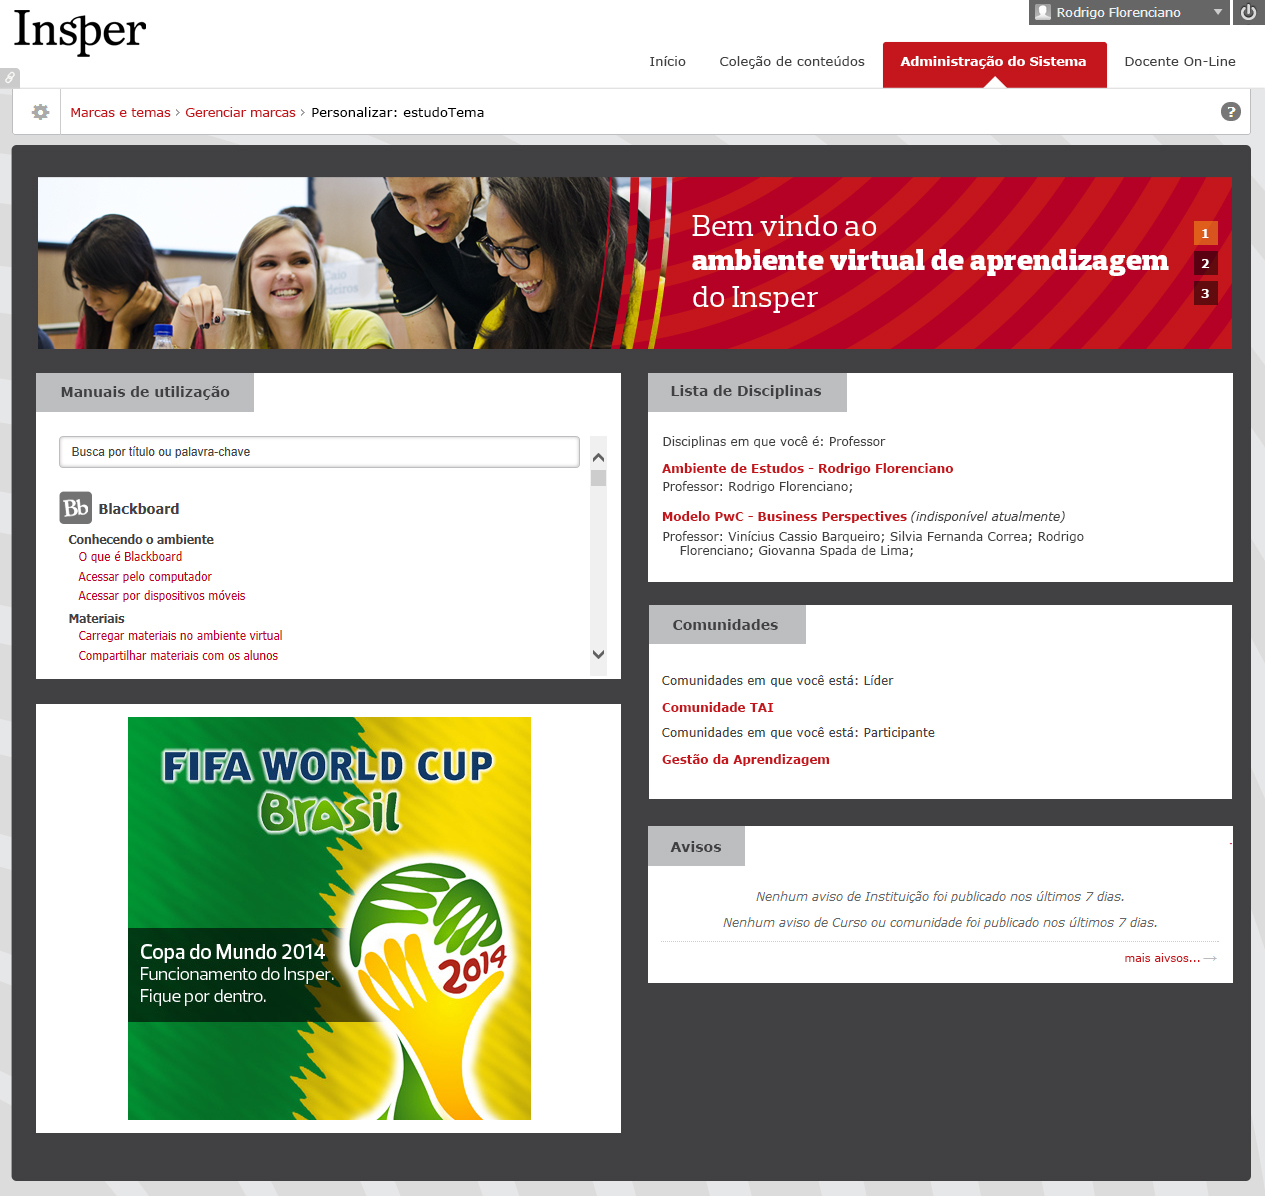 Insper
Rodrigo Florenciano
Início
Coleção de conteúdos
Administração do Sistema
Docente On-Line
Marcas e temas › Gerenciar marcas › Personalizar: estudoTema
?
Bem vindo ao
ambiente virtual de aprendizagem
do Insper
1
2
3
Manuais de utilização
Busca por título ou palavra-chave
Bb Blackboard
Conhecendo o ambiente
O que é Blackboard
Acessar pelo computador
Acessar por dispositivos móveis
Materiais
Carregar materiais no ambiente virtual
Compartilhar materiais com os alunos
FIFA WORLD CUP
Brasil
2014
Copa do Mundo 2014
Funcionamento do Insper.
Fique por dentro.
Lista de Disciplinas
Disciplinas em que você é: Professor
Ambiente de Estudos - Rodrigo Florenciano
Professor: Rodrigo Florenciano;
Modelo PwC - Business Perspectives (indisponível atualmente)
Professor: Vinícius Cassio Barqueiro; Silvia Fernanda Correa; Rodrigo
Florenciano; Giovanna Spada de Lima;
Comunidades
Comunidades em que você está: Líder
Comunidade TAI
Comunidades em que você está: Participante
Gestão da Aprendizagem
Avisos
Nenhum aviso de Instituição foi publicado nos últimos 7 dias.
Nenhum aviso de Curso ou comunidade foi publicado nos últimos 7 dias.
mais aivsos... →